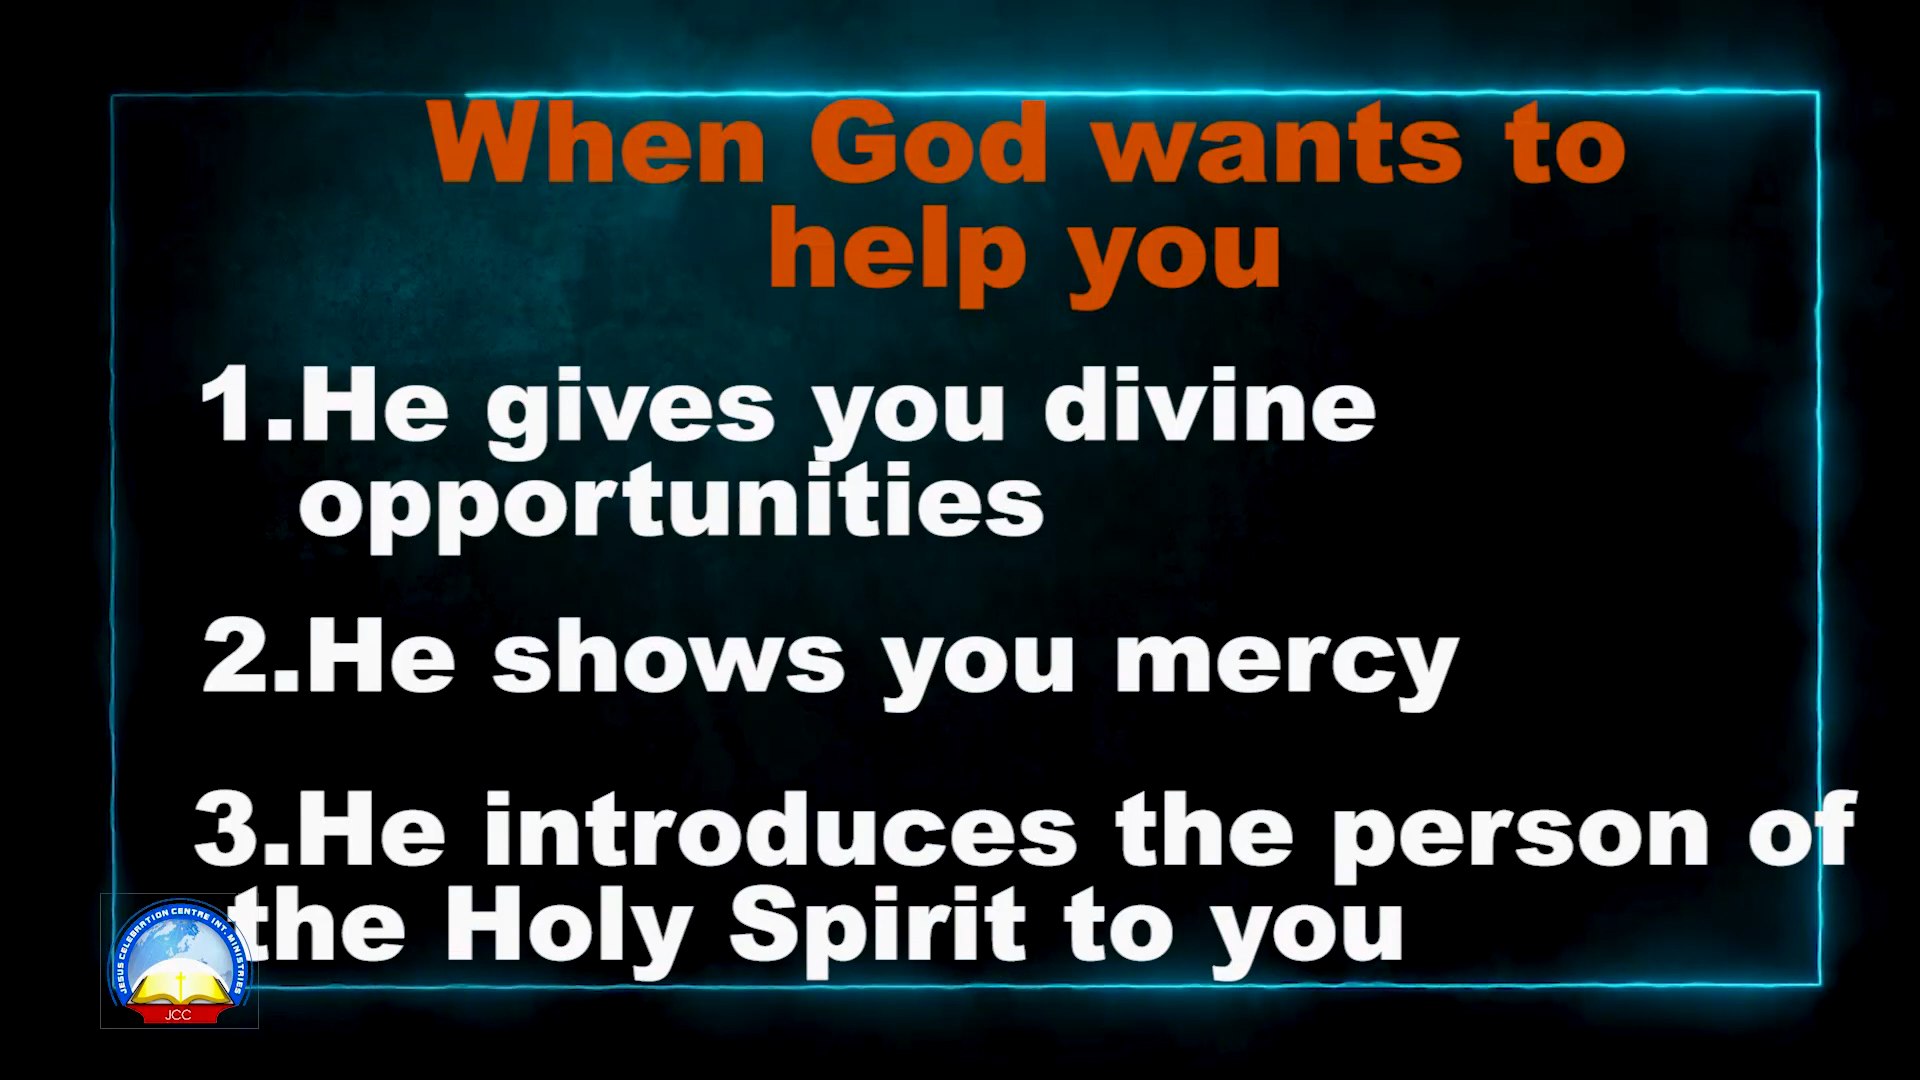 When God wants to
help you
1.He gives you divine
opportunities
2.He shows you mercy
3.He introduces the person of
the Holy Spirit to you
JESUS CELEBRATION CENTRE INT. MINISTRIES
JCC